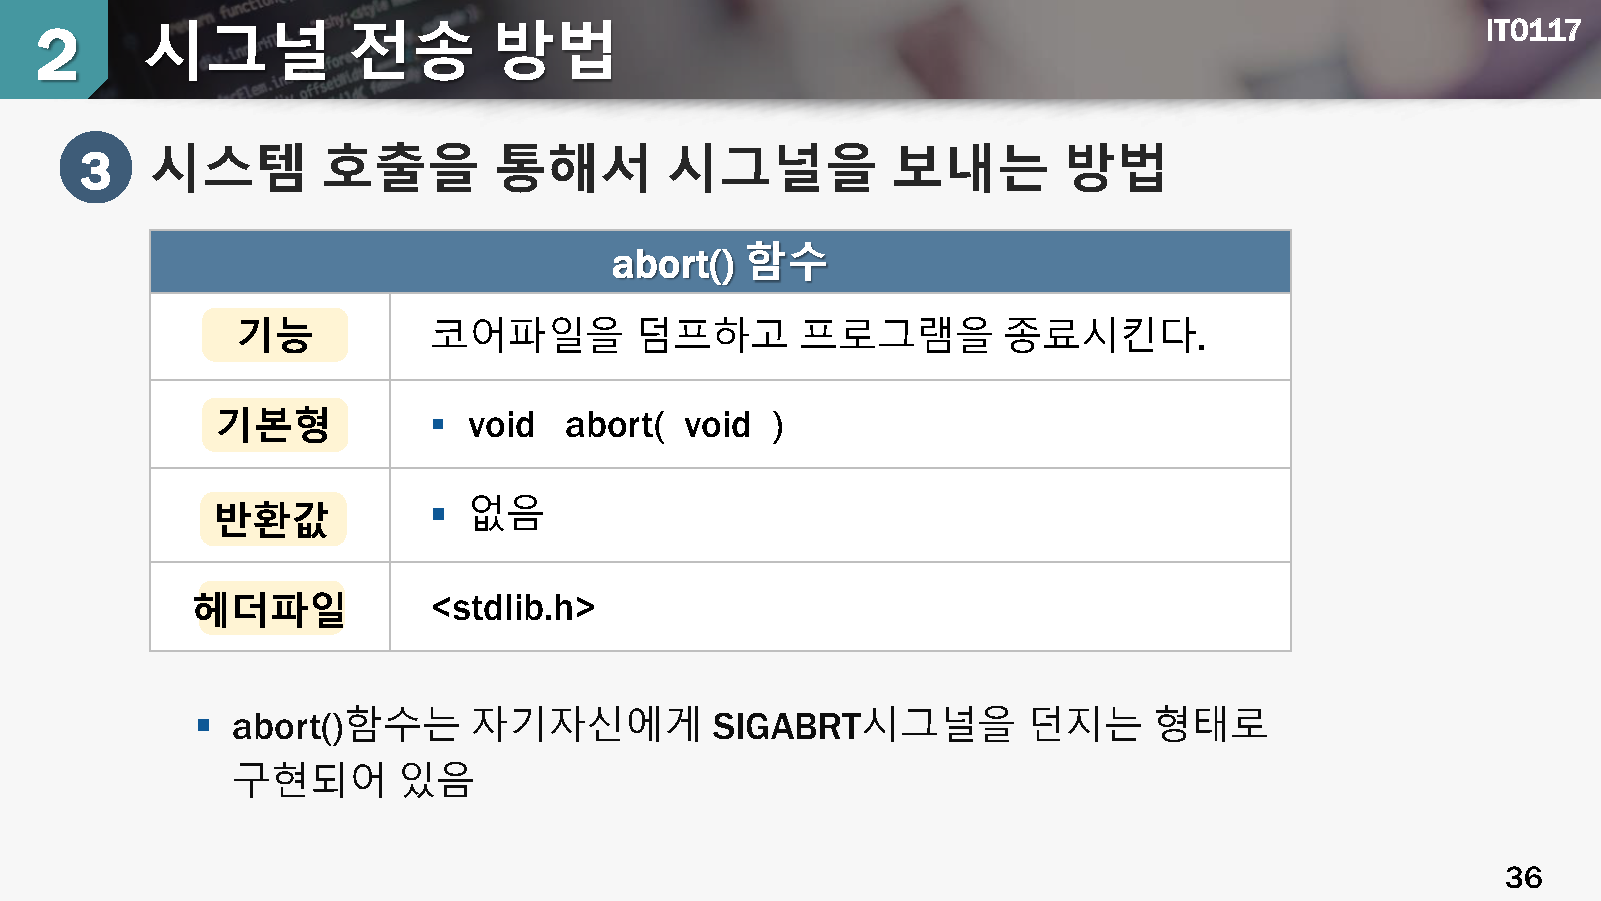 2 시그널 전송 방법
IT0117
3 시스템 호출을 통해서 시그널을 보내는 방법
abort() 함수
기능 코어파일을 덤프하고 프로그램을 종료시킨다.
기본형 ▪ void abort( void )
반환값 ▪ 없음
헤더파일 <stdlib.h>
▪ abort()함수는 자기자신에게 SIGABRT시그널을 던지는 형태로
구현되어 있음
36